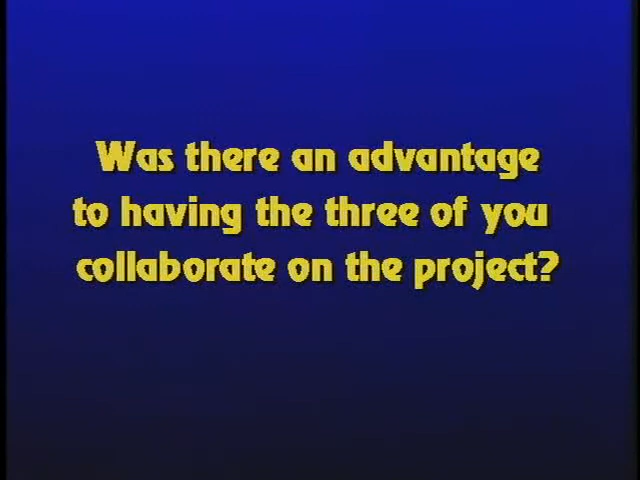 Was there an advantage
to having the three of you
collaborate on the project?